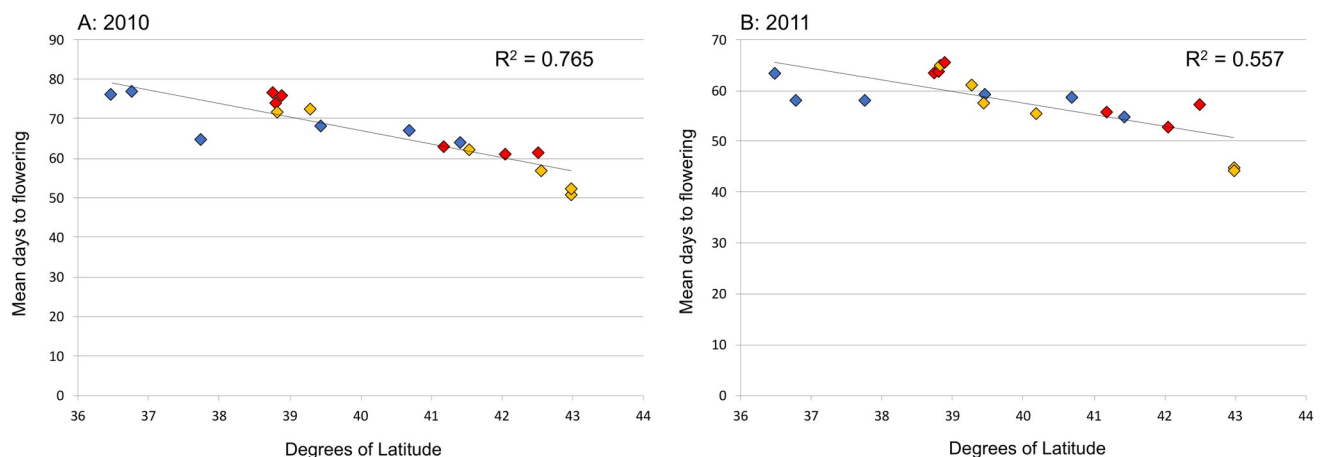 A: 2010
R² = 0.765
Mean days to flowering
90
80
70
60
50
40
30
20
10
0
36 37 38 39 40 41 42 43 44
Degrees of Latitude
B: 2011
R² = 0.557
Mean days to flowering
70
60
50
40
30
20
10
0
36 37 38 39 40 41 42 43 44
Degrees of Latitude